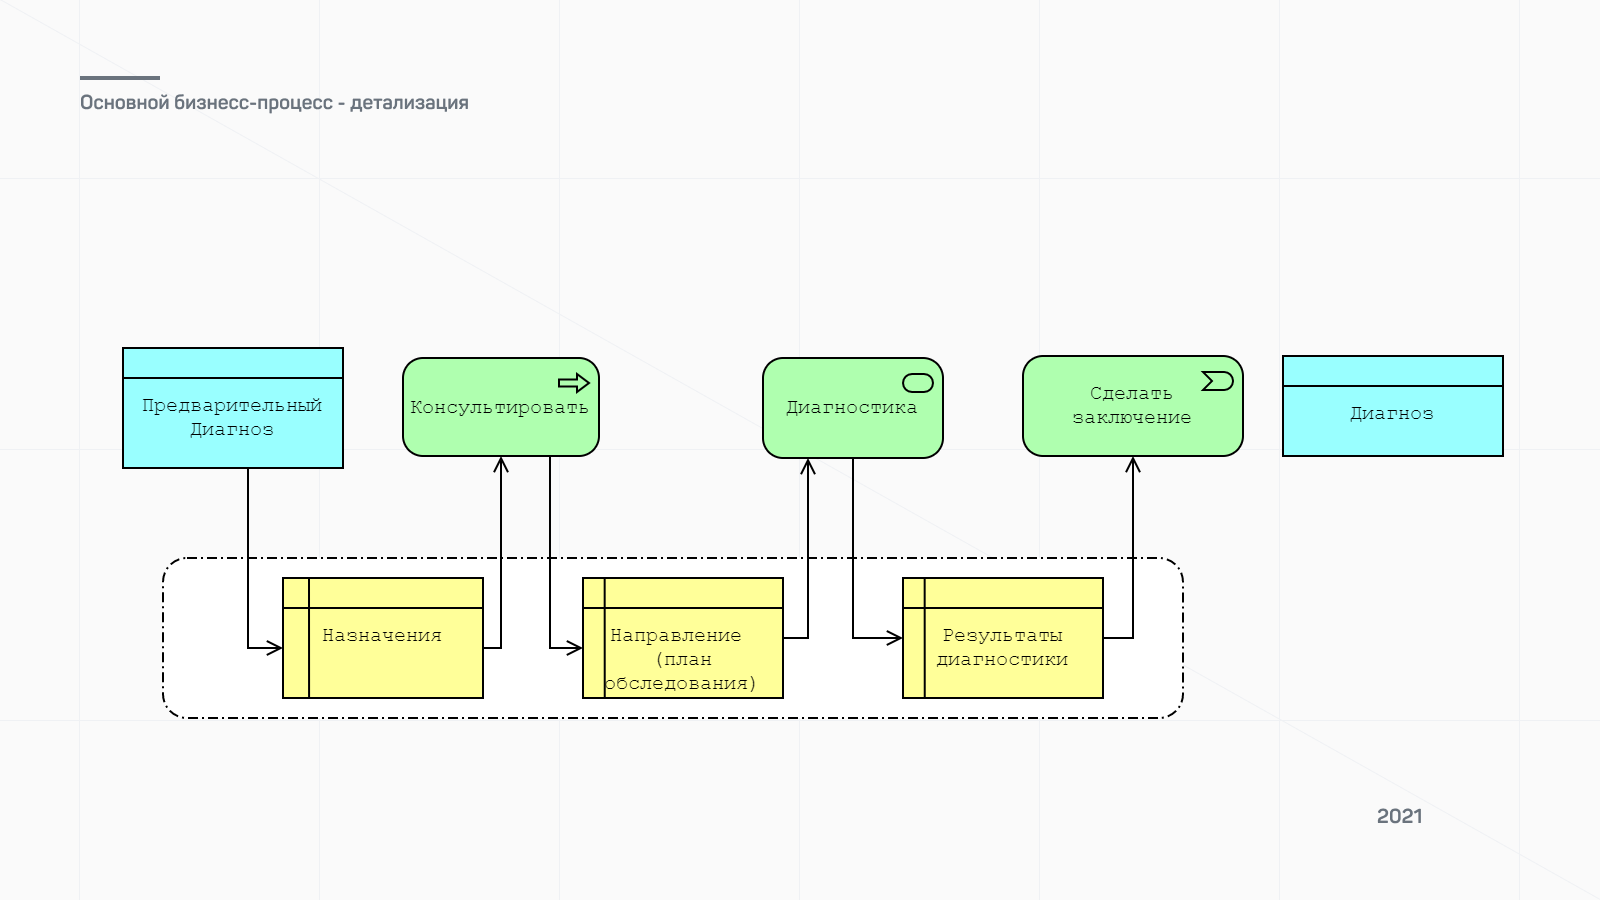 Основной бизнесс-процесс - детализация
Предварительный
Диагноз
Консультировать
Диагностика
Сделать
заключение
Диагноз
Назначения
Направление
(план
обследования)
Результаты
диагностики
2021